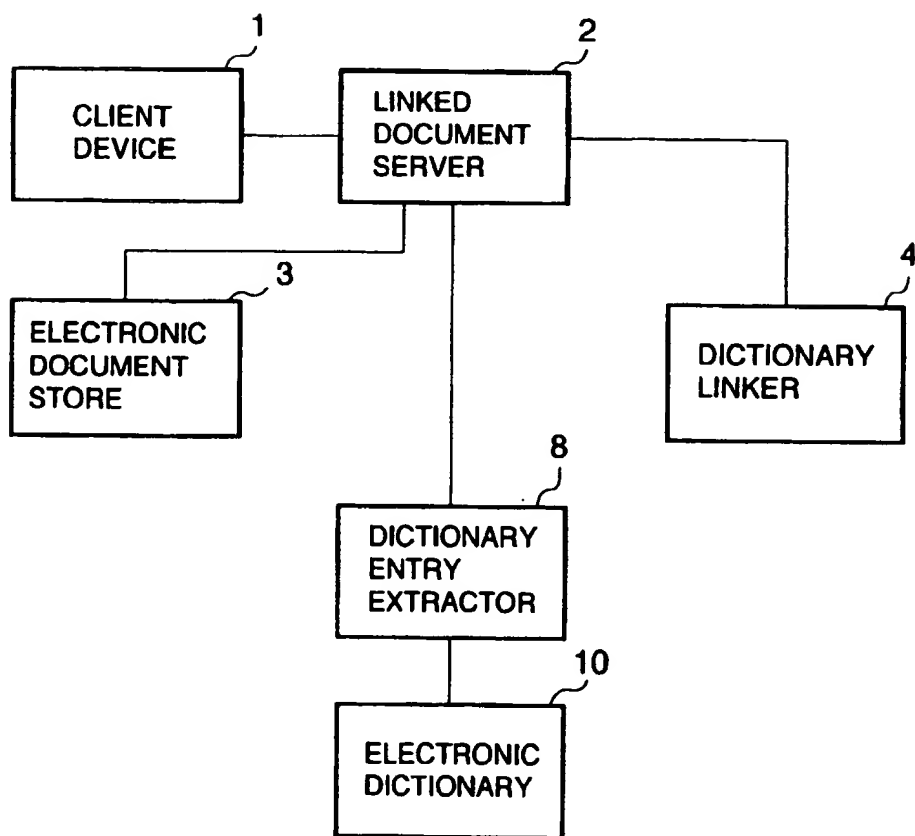 1
CLIENT
DEVICE
2
LINKED
DOCUMENT
SERVER
3
ELECTRONIC
DOCUMENT
STORE
4
DICTIONARY
LINKER
8
DICTIONARY
ENTRY
EXTRACTOR
10
ELECTRONIC
DICTIONARY